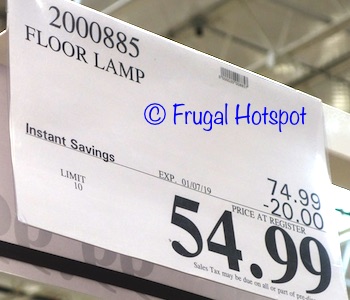 2000885
FLOOR LAMP
© Frugal Hotspot
Instant Savings
74.99
EXP. 01/07/19
-20.00
LIMIT
10
PRICE AT REGISTER
54.99
Sales Tax may be due on all or part of pre-